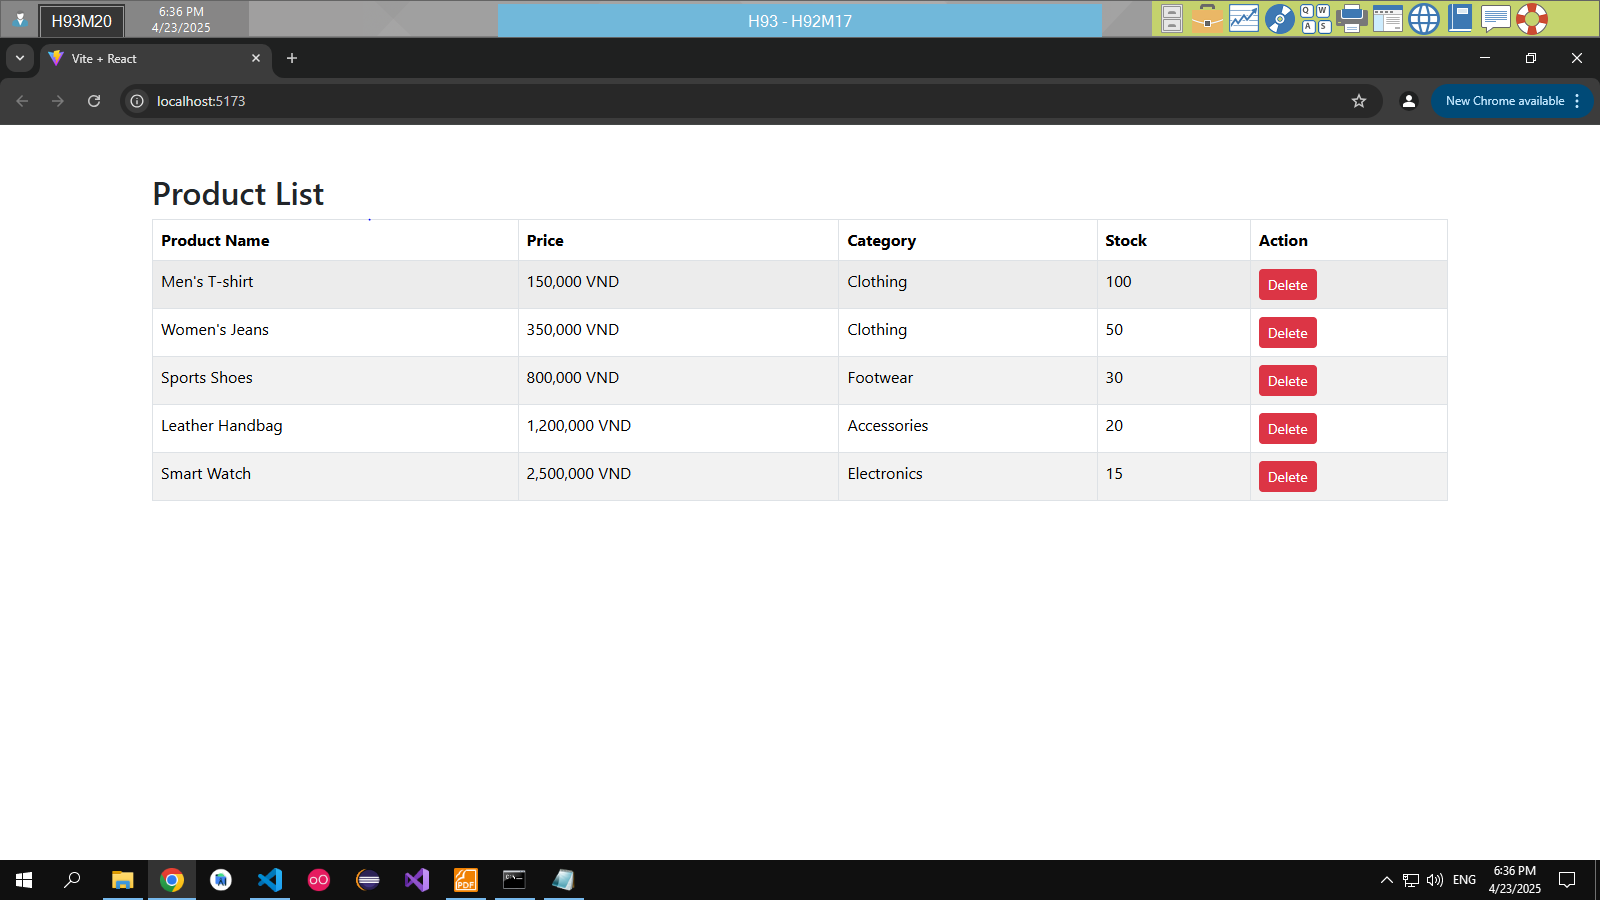 H93M20
6:36 PM
4/23/2025
H93 - H92M17
Q W
A S
Vite + React
localhost:5173
New Chrome available
Product List
Product Name Price Category Stock Action
Men's T-shirt 150,000 VND Clothing 100 Delete
Women's Jeans 350,000 VND Clothing 50 Delete
Sports Shoes 800,000 VND Footwear 30 Delete
Leather Handbag 1,200,000 VND Accessories 20 Delete
Smart Watch 2,500,000 VND Electronics 15 Delete
PDF
ENG
6:36 PM
4/23/2025